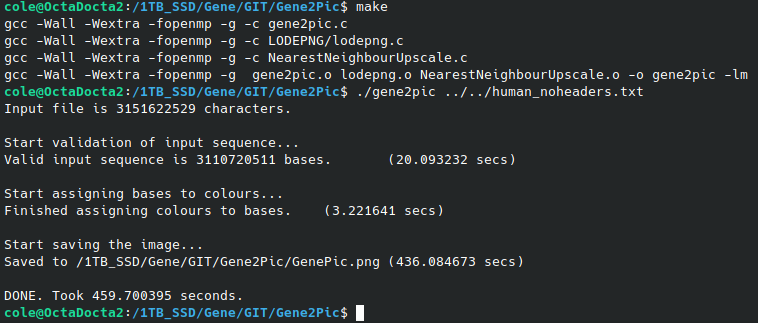 cole@OctaDocta2:/1TB_SSD/Gene/GIT/Gene2Pic$ make
gcc -Wall -Wextra -fopenmp -g -c gene2pic.c
gcc -Wall -Wextra -fopenmp -g -c LODEPNG/lodepng.c
gcc -Wall -Wextra -fopenmp -g -c NearestNeighbourUpscale.c
gcc -Wall -Wextra -fopenmp -g  gene2pic.o lodepng.o NearestNeighbourUpscale.o -o gene2pic -lm
cole@OctaDocta2:/1TB_SSD/Gene/GIT/Gene2Pic$ ./gene2pic ../../human_noheaders.txt
Input file is 3151622529 characters.
Start validation of input sequence...
Valid input sequence is 3110720511 bases.       (20.093232 secs)
Start assigning bases to colours...
Finished assigning colours to bases.    (3.221641 secs)
Start saving the image...
Saved to /1TB_SSD/Gene/GIT/Gene2Pic/GenePic.png (436.084673 secs)
DONE. Took 459.700395 seconds.
cole@OctaDocta2:/1TB_SSD/Gene/GIT/Gene2Pic$